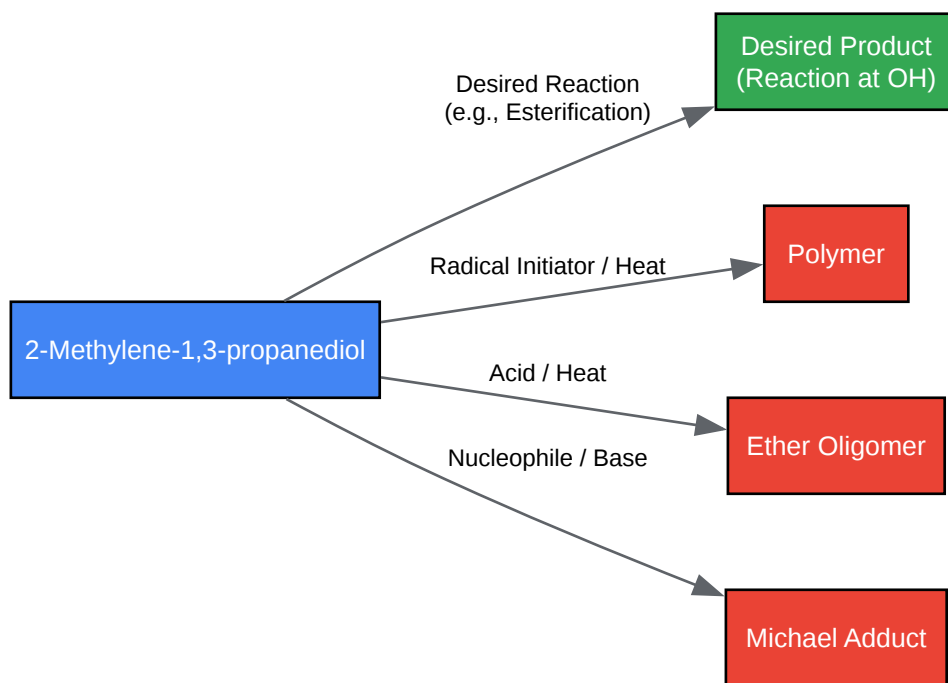 Desired Product
(Reaction at OH)
Desired Reaction
(e.g., Esterification)
Polymer
Radical Initiator / Heat
2-Methylene-1,3-propanediol
Acid / Heat
Ether Oligomer
Nucleophile / Base
Michael Adduct